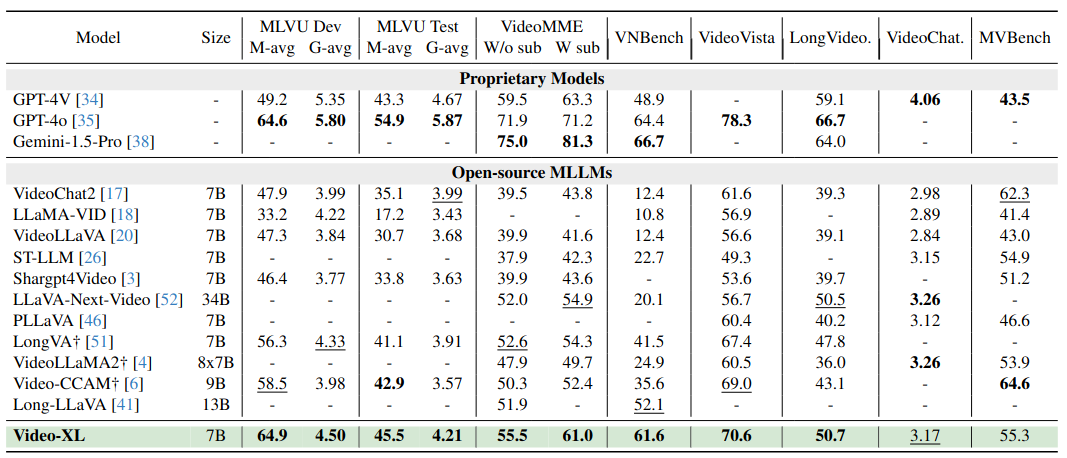 Model Size MLVU Dev MLVU Test VideoMME VNBench VideoVista LongVideo. VideoChat. MVBench
M-avg G-avg M-avg G-avg W/o sub W sub
Proprietary Models
GPT-4V [34] - 49.2 5.35 43.3 4.67 59.5 63.3 48.9 - 59.1 4.06 43.5
GPT-4o [35] - 64.6 5.80 54.9 5.87 71.9 71.2 64.4 78.3 66.7 - -
Gemini-1.5-Pro [38] - - - - - 75.0 81.3 66.7 - 64.0 - -
Open-source MLLMs
VideoChat2 [17] 7B 47.9 3.99 35.1 3.99 39.5 43.8 12.4 61.6 39.3 2.98 62.3
LLaMA-VID [18] 7B 33.2 4.22 17.2 3.43 - - 10.8 56.9 - 2.89 41.4
VideoLLaVA [20] 7B 47.3 3.84 30.7 3.68 39.9 41.6 12.4 56.6 39.1 2.84 43.0
ST-LLM [26] 7B - - - - 37.9 42.3 22.7 49.3 - 3.15 54.9
Shargpt4Video [3] 7B 46.4 3.77 33.8 3.63 39.9 43.6 - 53.6 39.7 - 51.2
LLaVA-Next-Video [52] 34B - - - - 52.0 54.9 20.1 56.7 50.5 3.26 -
PLLaVA [46] 7B - - - - - - - 60.4 40.2 3.12 46.6
LongVA† [51] 7B 56.3 4.33 41.1 3.91 52.6 54.3 41.5 67.4 47.8 - -
VideoLLaMA2† [4] 8x7B - - - - 47.9 49.7 24.9 60.5 36.0 3.26 53.9
Video-CCAM† [6] 9B 58.5 3.98 42.9 3.57 50.3 52.4 35.6 69.0 43.1 - 64.6
Long-LLaVA [41] 13B - - - - 51.9 - 52.1 - - - -
Video-XL 7B 64.9 4.50 45.5 4.21 55.5 61.0 61.6 70.6 50.7 3.17 55.3